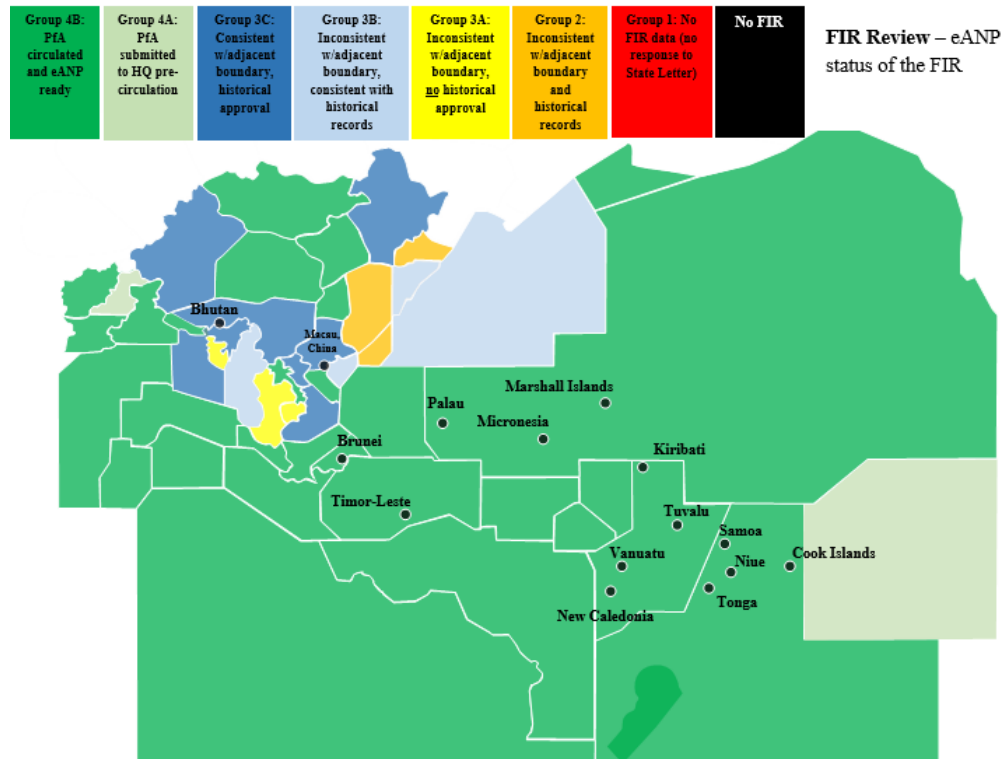 Group 4B:
PfA
circulated
and eANP
ready
Group 4A:
PfA
submitted
to HQ pre-
circulation
Group 3C:
Consistent
w/adjacent
boundary,
historical
approval
Group 3B:
Inconsistent
w/adjacent
boundary,
consistent with
historical
records
Group 3A:
Inconsistent
w/adjacent
boundary,
no historical
approval
Group 2:
Inconsistent
w/adjacent
boundary
and
historical
records
Group 1: No
FIR data (no
response to
State Letter)
No FIR
FIR Review – eANP
status of the FIR
Bhutan
Macau,
China
Marshall Islands
Palau
Micronesia
Brunei
Kiribati
Timor-Leste
Tuvalu
Samoa
Vanuatu
Niue
Cook Islands
New Caledonia
Tonga